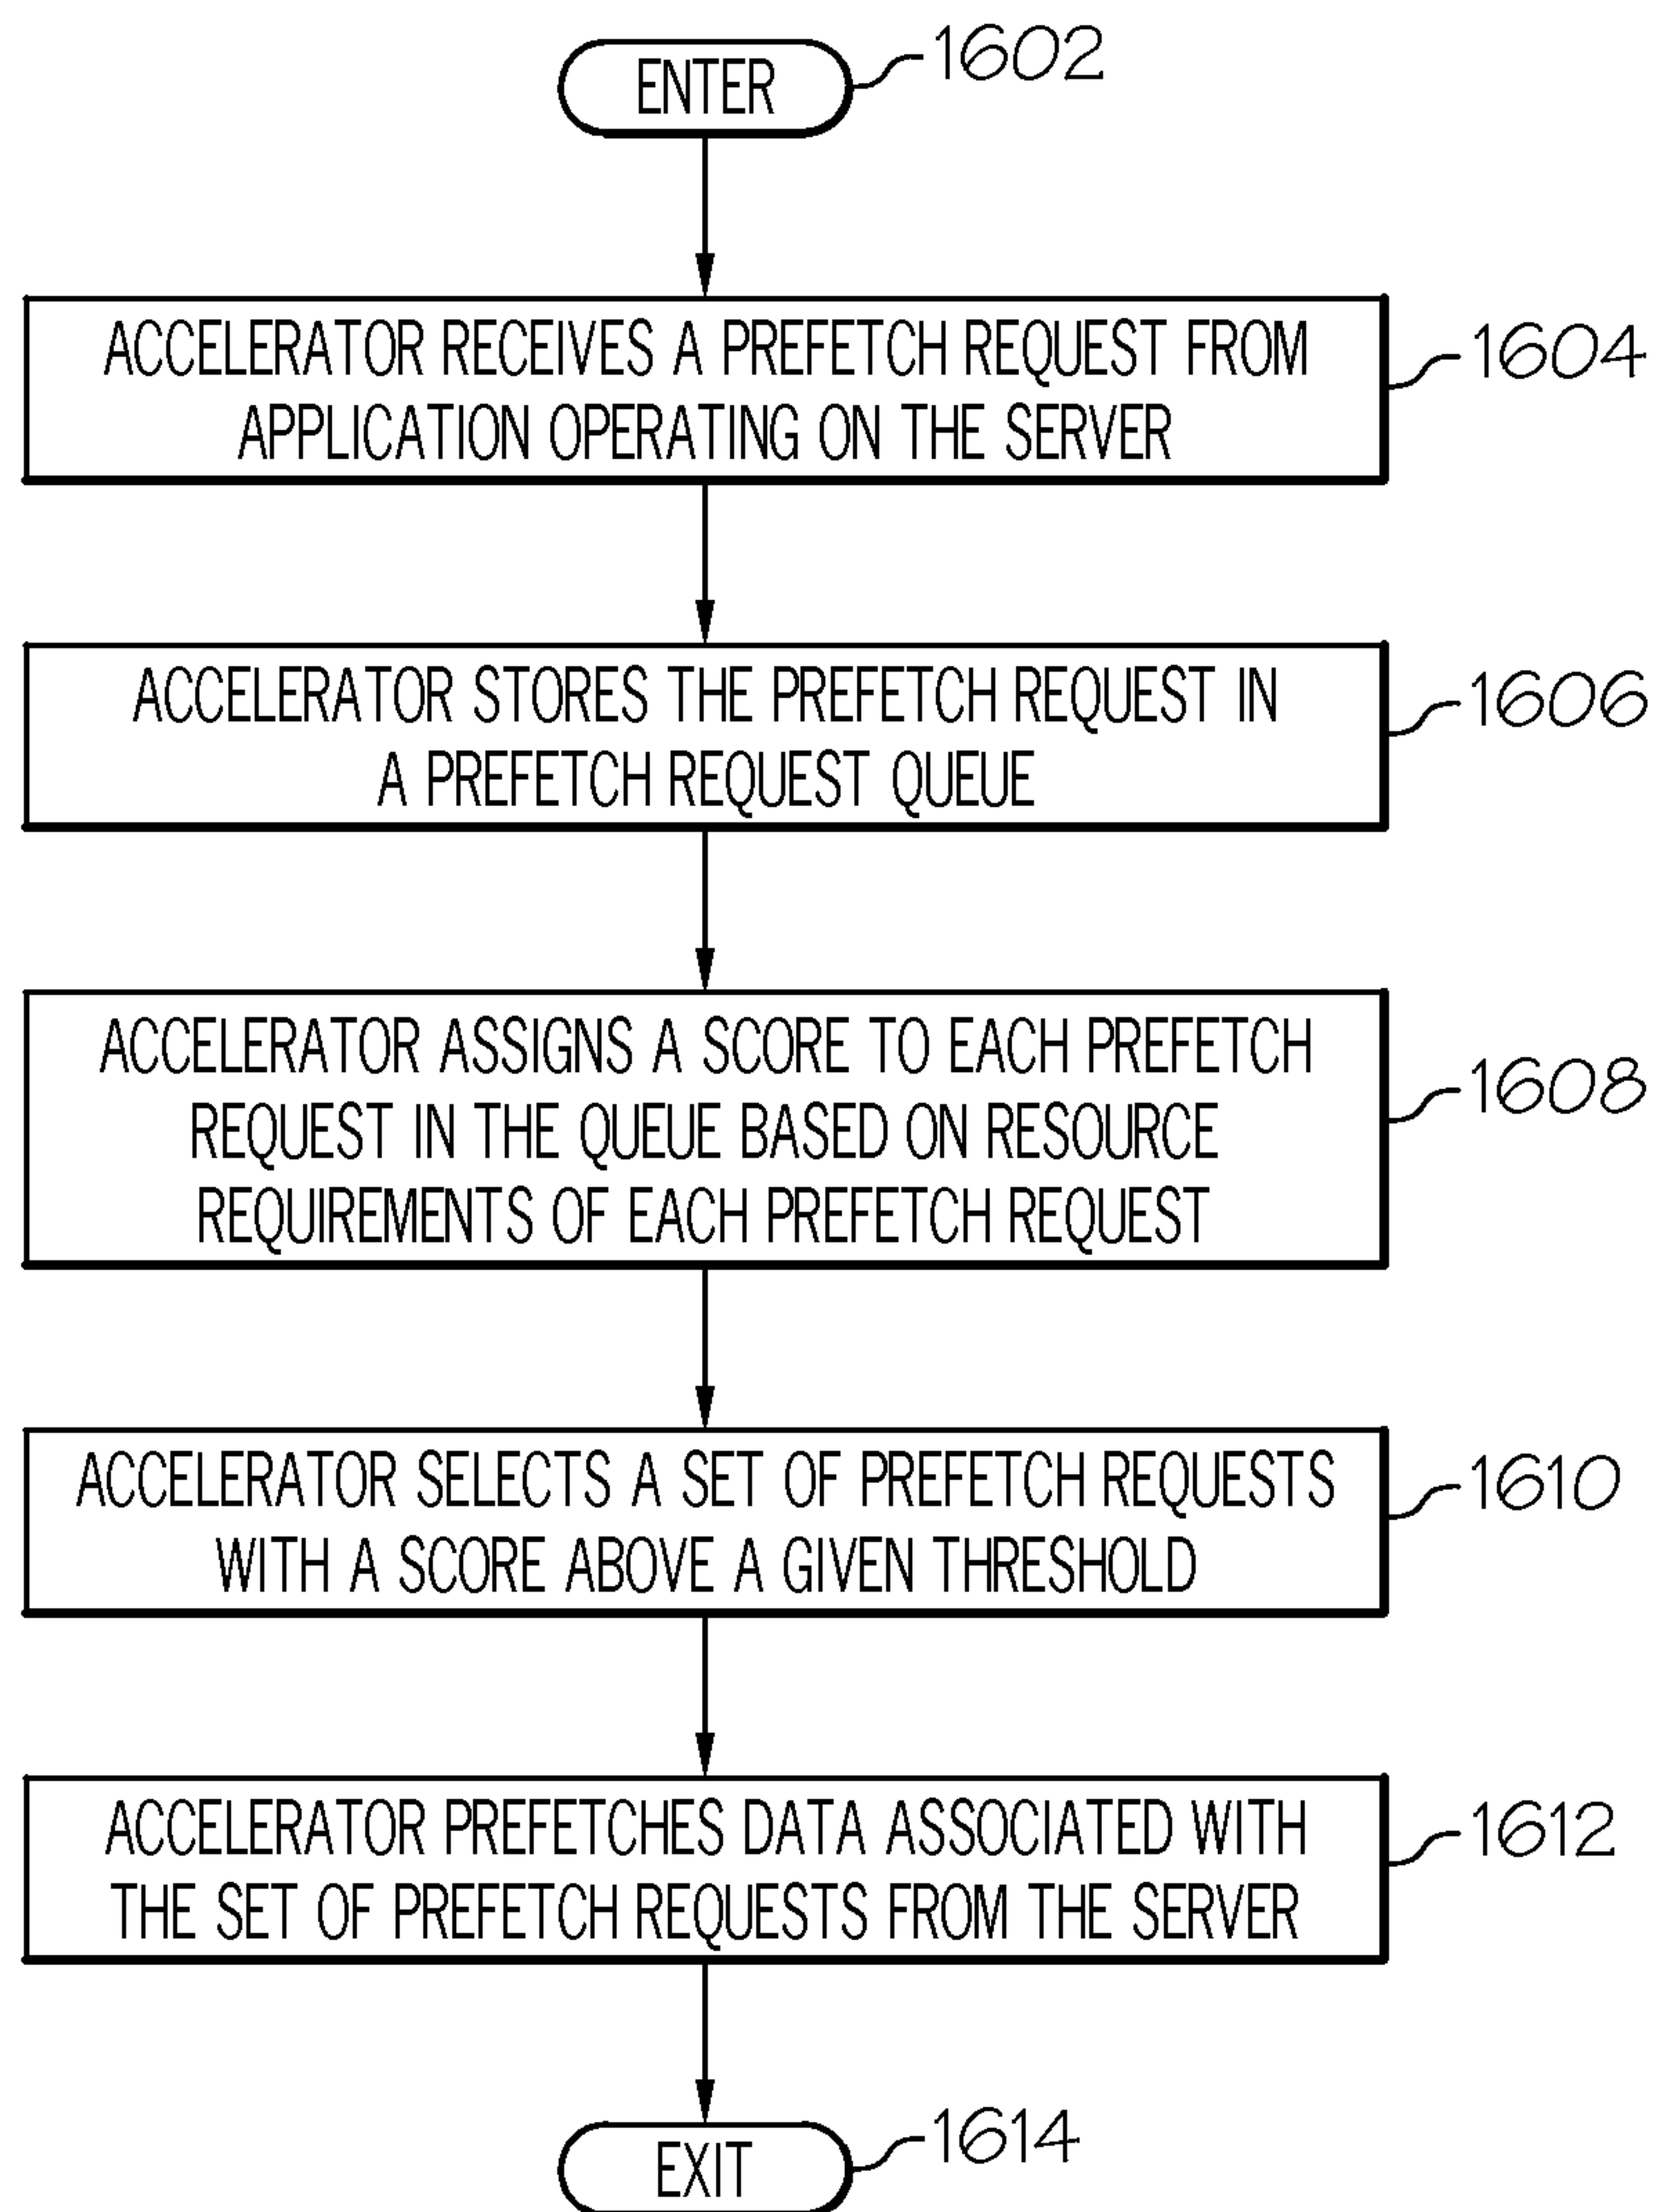 ENTER
1602
ACCELERATOR RECEIVES A PREFETCH REQUEST FROM
APPLICATION OPERATING ON THE SERVER
1604
ACCELERATOR STORES THE PREFETCH REQUEST IN
A PREFETCH REQUEST QUEUE
1606
ACCELERATOR ASSIGNS A SCORE TO EACH PREFETCH
REQUEST IN THE QUEUE BASED ON RESOURCE
REQUIREMENTS OF EACH PREFETCH REQUEST
1608
ACCELERATOR SELECTS A SET OF PREFETCH REQUESTS
WITH A SCORE ABOVE A GIVEN THRESHOLD
1610
ACCELERATOR PREFETCHES DATA ASSOCIATED WITH
THE SET OF PREFETCH REQUESTS FROM THE SERVER
1612
EXIT
1614